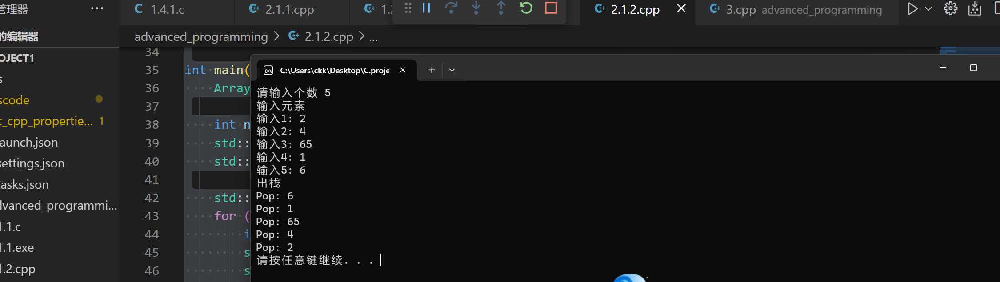 管理器
1.4.1.c
2.1.1.cpp
2.1.2.cpp
3.cpp advanced_programming
的编辑器
advanced_programming > 2.1.2.cpp > ...
OJECT1
34
35 int main(
36 Array
37
38 int n
39 std::
40 std::
41
42 std::
43 for (
44 i
45 s
46 s
scode
c_cpp_propertie... 1
aunch.json
settings.json
tasks.json
dvanced_programmi...
1.1.c
1.1.exe
1.2.cpp
C:\Users\ckk\Desktop\C.proje
请输入个数 5
输入元素
输入1: 2
输入2: 4
输入3: 65
输入4: 1
输入5: 6
出栈
Pop: 6
Pop: 1
Pop: 65
Pop: 4
Pop: 2
请按任意键继续. . .